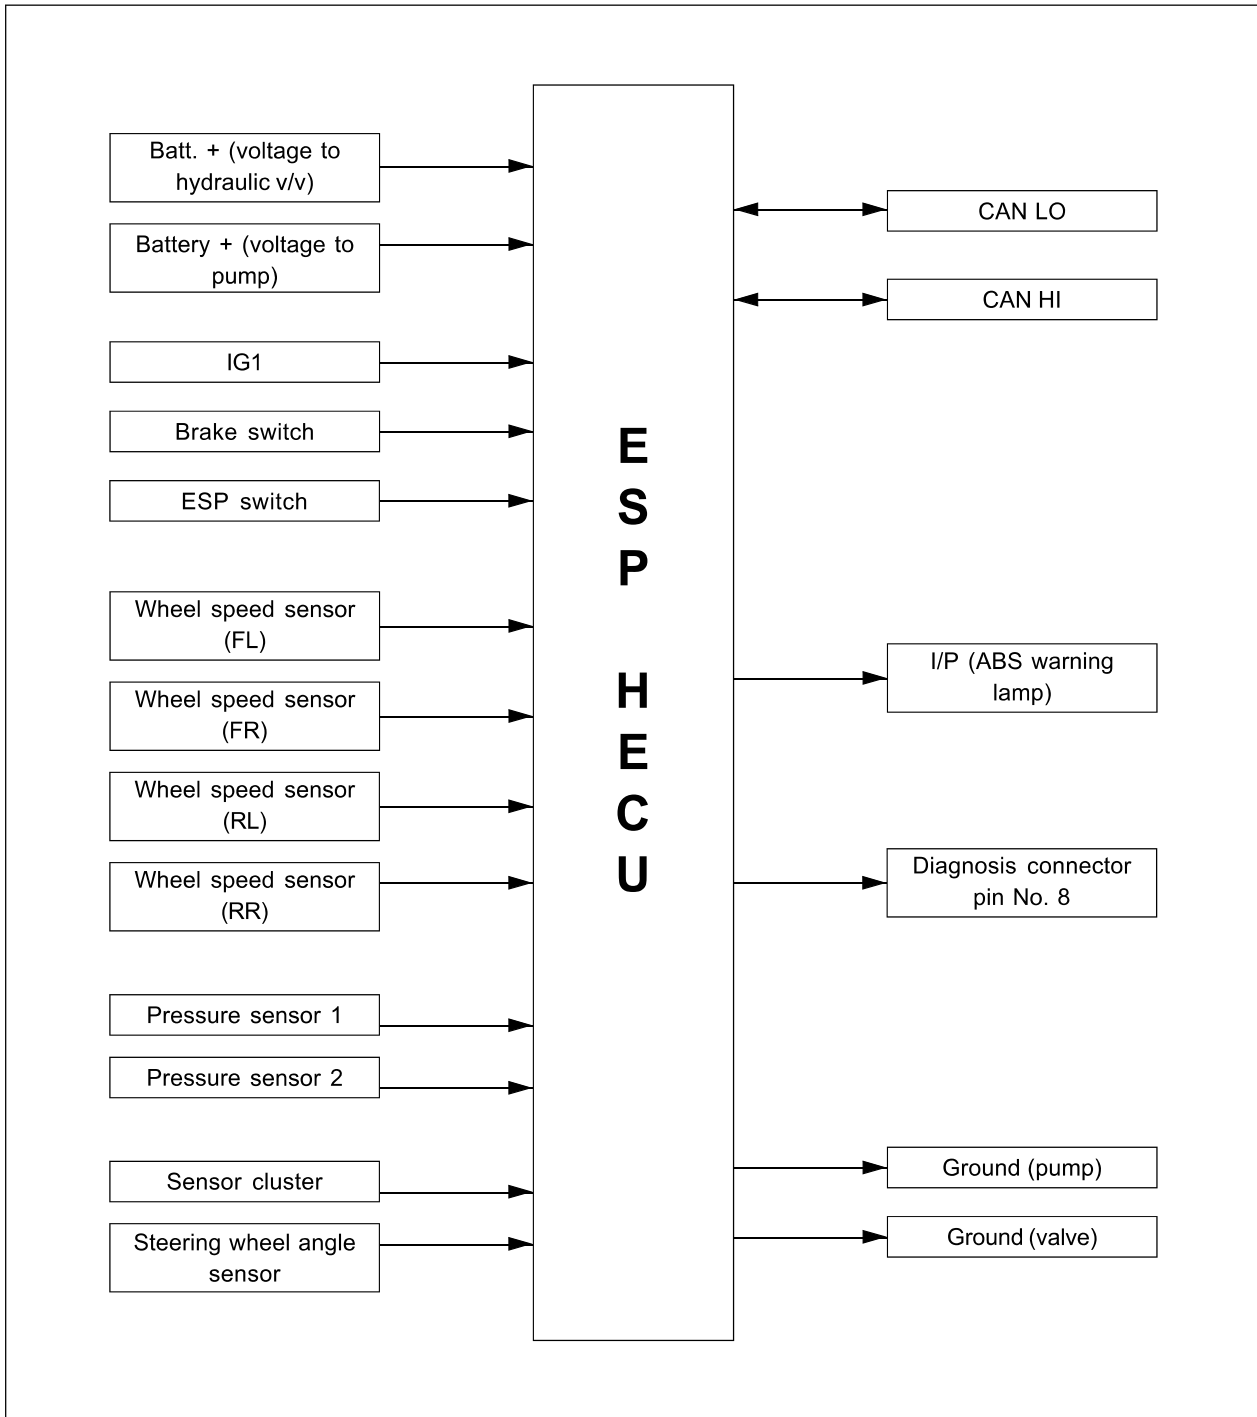 Batt. + (voltage to
hydraulic v/v)
Battery + (voltage to
pump)
IG1
Brake switch
ESP switch
Wheel speed sensor
(FL)
Wheel speed sensor
(FR)
Wheel speed sensor
(RL)
Wheel speed sensor
(RR)
Pressure sensor 1
Pressure sensor 2
Sensor cluster
Steering wheel angle
sensor
E
S
P
H
E
C
U
CAN LO
CAN HI
I/P (ABS warning
lamp)
Diagnosis connector
pin No. 8
Ground (pump)
Ground (valve)